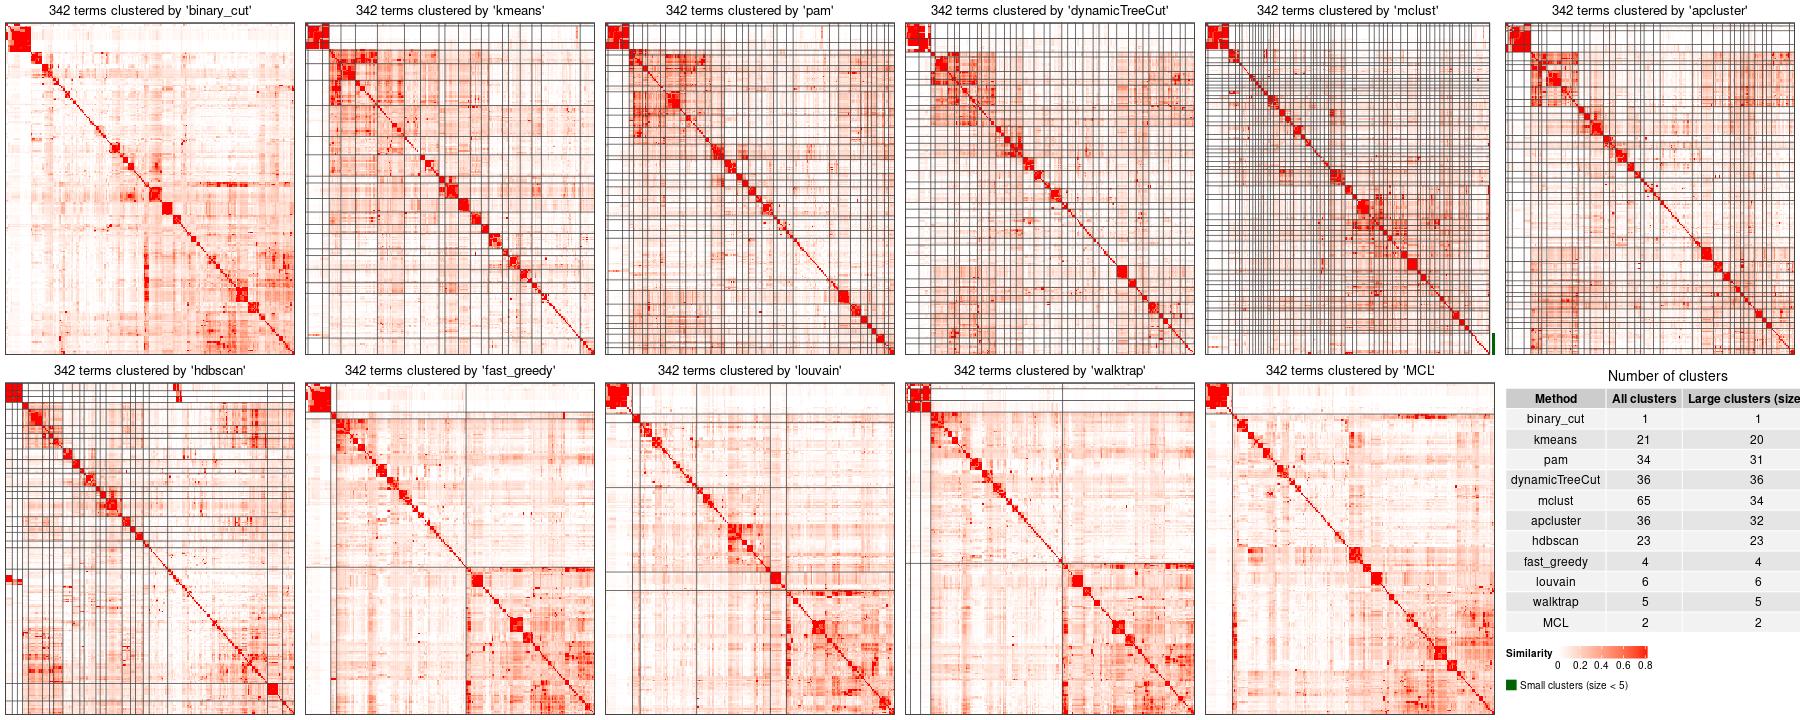 342 terms clustered by 'binary_cut'
342 terms clustered by 'kmeans'
342 terms clustered by 'pam'
342 terms clustered by 'dynamicTreeCut'
342 terms clustered by 'mclust'
342 terms clustered by 'apcluster'
342 terms clustered by 'hdbscan'
342 terms clustered by 'fast_greedy'
342 terms clustered by 'louvain'
342 terms clustered by 'walktrap'
342 terms clustered by 'MCL'
Number of clusters
Method All clusters Large clusters (size
binary_cut 1 1
kmeans 21 20
pam 34 31
dynamicTreeCut 36 36
mclust 65 34
apcluster 36 32
hdbscan 23 23
fast_greedy 4 4
louvain 6 6
walktrap 5 5
MCL 2 2
Similarity
0 0.2 0.4 0.6 0.8
Small clusters (size < 5)